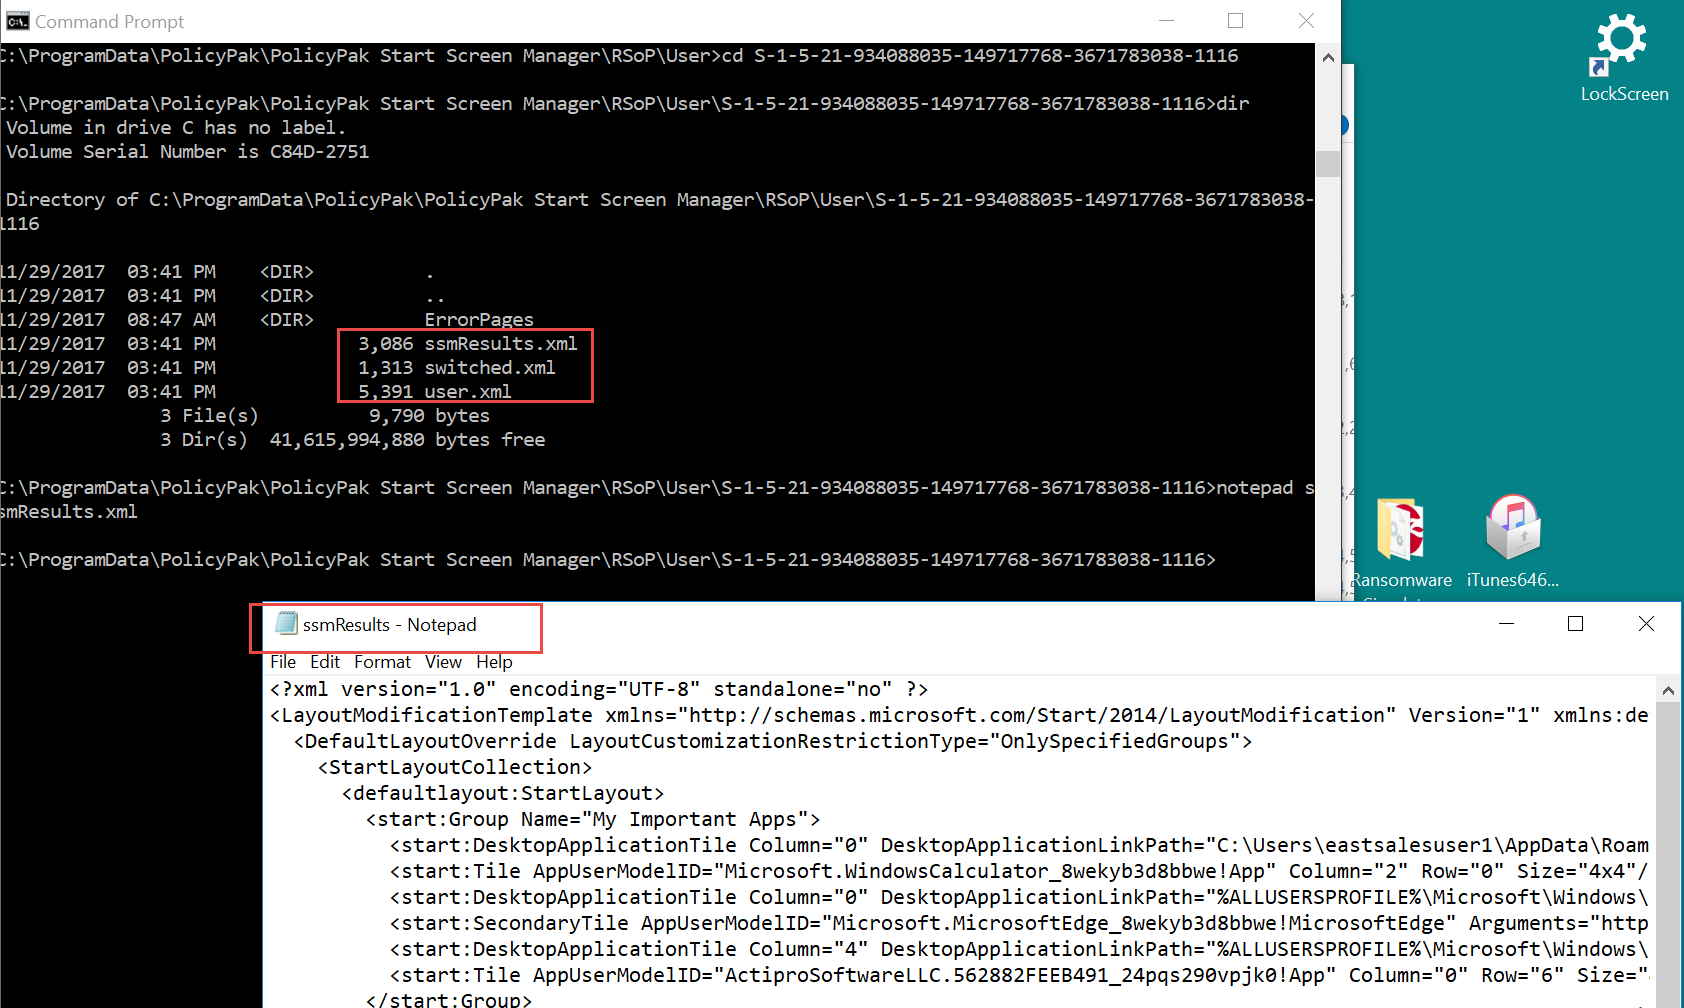 Command Prompt
C:\ProgramData\PolicyPak\PolicyPak Start Screen Manager\RSoP\User>cd S-1-5-21-934088035-149717768-3671783038-1116
C:\ProgramData\PolicyPak\PolicyPak Start Screen Manager\RSoP\User\S-1-5-21-934088035-149717768-3671783038-1116>dir
Volume in drive C has no label.
Volume Serial Number is C84D-2751
Directory of C:\ProgramData\PolicyPak\PolicyPak Start Screen Manager\RSoP\User\S-1-5-21-934088035-149717768-3671783038-
1116
11/29/2017 03:41 PM <DIR> .
11/29/2017 03:41 PM <DIR> ..
11/29/2017 08:47 AM <DIR> ErrorPages
11/29/2017 03:41 PM 3,086 ssmResults.xml
11/29/2017 03:41 PM 1,313 switched.xml
11/29/2017 03:41 PM 5,391 user.xml
3 File(s) 9,790 bytes
3 Dir(s) 41,615,994,880 bytes free
C:\ProgramData\PolicyPak\PolicyPak Start Screen Manager\RSoP\User\S-1-5-21-934088035-149717768-3671783038-1116>notepad s
smResults.xml
C:\ProgramData\PolicyPak\PolicyPak Start Screen Manager\RSoP\User\S-1-5-21-934088035-149717768-3671783038-1116>
LockScreen
Ransomware
iTunes646...
ssmResults - Notepad
File Edit Format View Help
<?xml version="1.0" encoding="UTF-8" standalone="no" ?>
<LayoutModificationTemplate xmlns="http://schemas.microsoft.com/Start/2014/LayoutModification" Version="1" xmlns:de
<DefaultLayoutOverride LayoutCustomizationRestrictionType="OnlySpecifiedGroups">
<StartLayoutCollection>
<defaultlayout:StartLayout>
<start:Group Name="My Important Apps">
<start:DesktopApplicationTile Column="0" DesktopApplicationLinkPath="C:\Users\eastsalesuser1\AppData\Roam
<start:Tile AppUserModelID="Microsoft.WindowsCalculator_8wekyb3d8bbwe!App" Column="2" Row="0" Size="4x4"/
<start:DesktopApplicationTile Column="0" DesktopApplicationLinkPath="%ALLUSERSPROFILE%\Microsoft\Windows\
<start:SecondaryTile AppUserModelID="Microsoft.MicrosoftEdge_8wekyb3d8bbwe!MicrosoftEdge" Arguments="http
<start:DesktopApplicationTile Column="4" DesktopApplicationLinkPath="%ALLUSERSPROFILE%\Microsoft\Windows\
<start:Tile AppUserModelID="ActiproSoftwareLLC.562882FEEB491_24pqs290vpjk0!App" Column="0" Row="6" Size="
</start:Group>